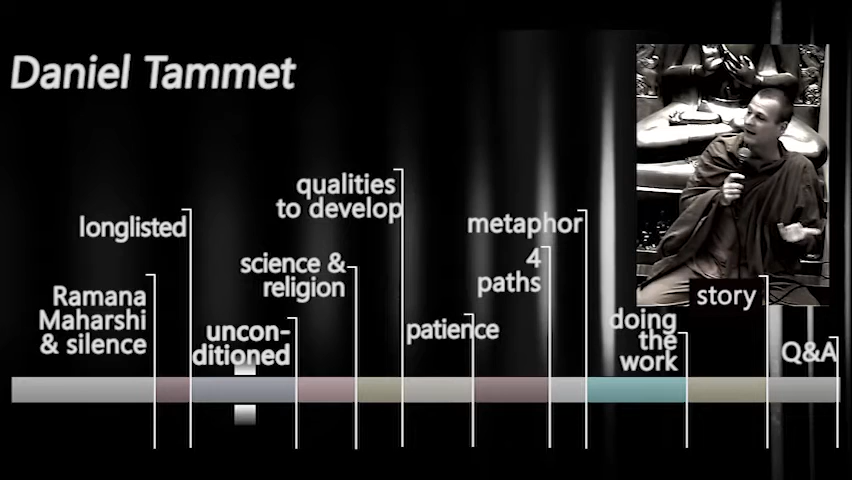 Daniel Tammet
Ramana
Maharshi
& silence
longlisted
uncon-
ditioned
science &
religion
qualities
to develop
patience
4
paths
metaphor
doing
the
work
story
Q&A